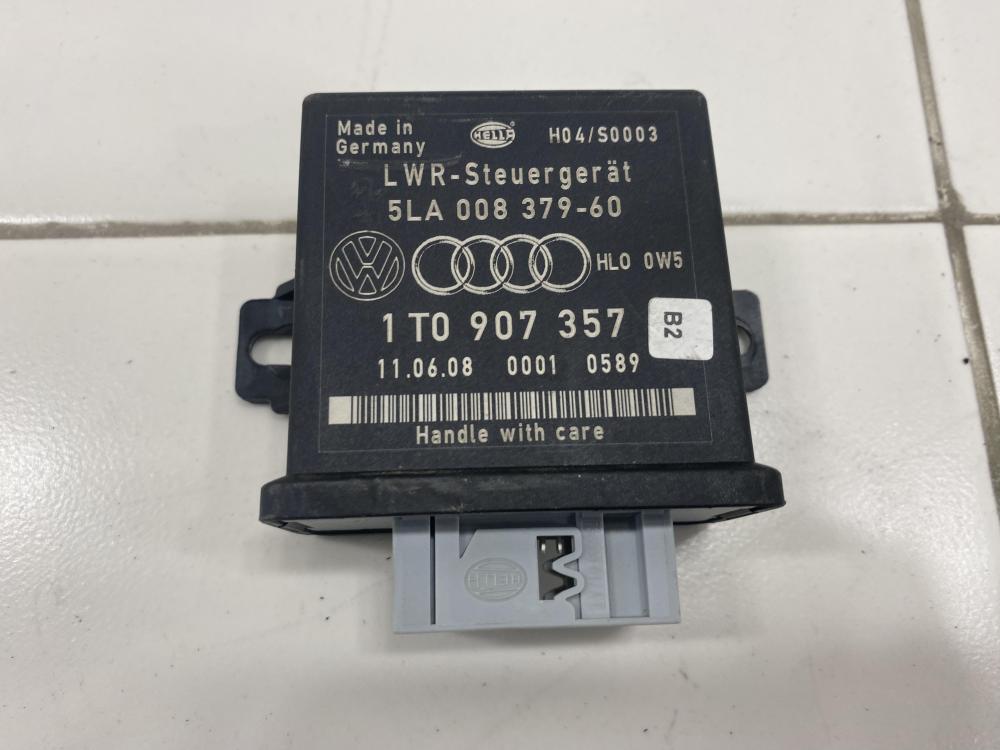 Made in
Germany
HELLA
H04/S0003
LWR-Steuergerät
5LA 008 379-60
VW
HLO 0W5
1T0 907 357
B2
11.06.08 0001 0589
Handle with care
HELLA